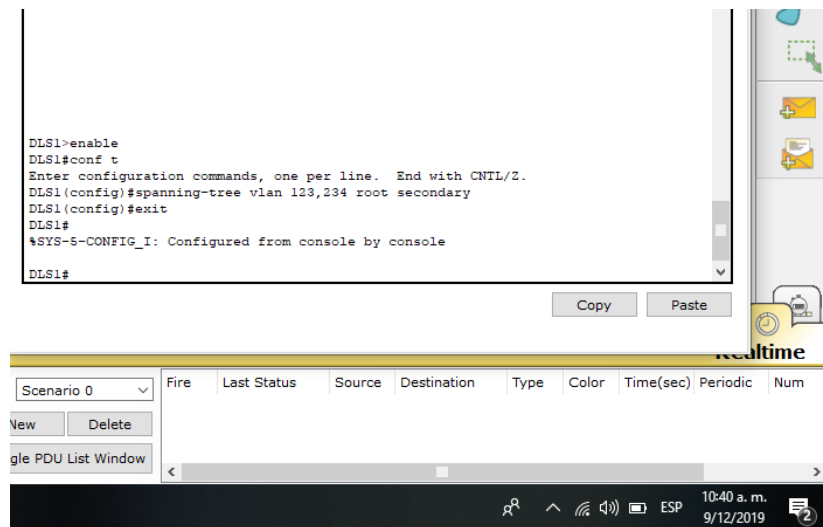 DLS1>enable
DLS1#conf t
Enter configuration commands, one per line.  End with CNTL/Z.
DLS1(config)#spanning-tree vlan 123,234 root secondary
DLS1(config)#exit
DLS1#
%SYS-5-CONFIG_I: Configured from console by console
DLS1#
Copy
Paste
Realtime
Scenario 0
Fire Last Status Source Destination Type Color Time(sec) Periodic Num
New
Delete
gle PDU List Window
ESP
10:40 a. m.
9/12/2019
2